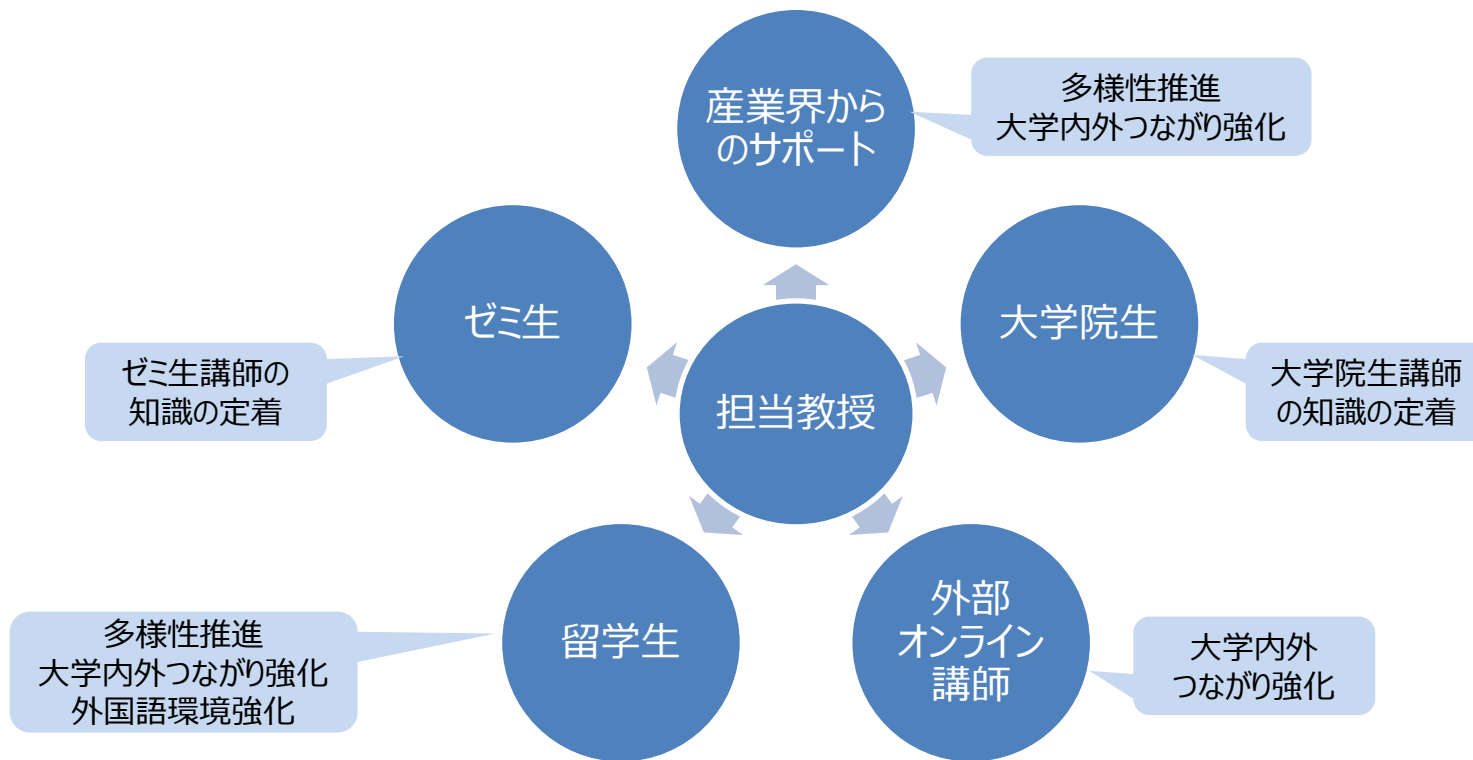 産業界から
のサポート
多様性推進
大学内外つながり強化
ゼミ生
大学院生
ゼミ生講師の
知識の定着
担当教授
大学院生講師
の知識の定着
多様性推進
大学内外つながり強化
外国語環境強化
留学生
外部
オンライン
講師
大学内外
つながり強化